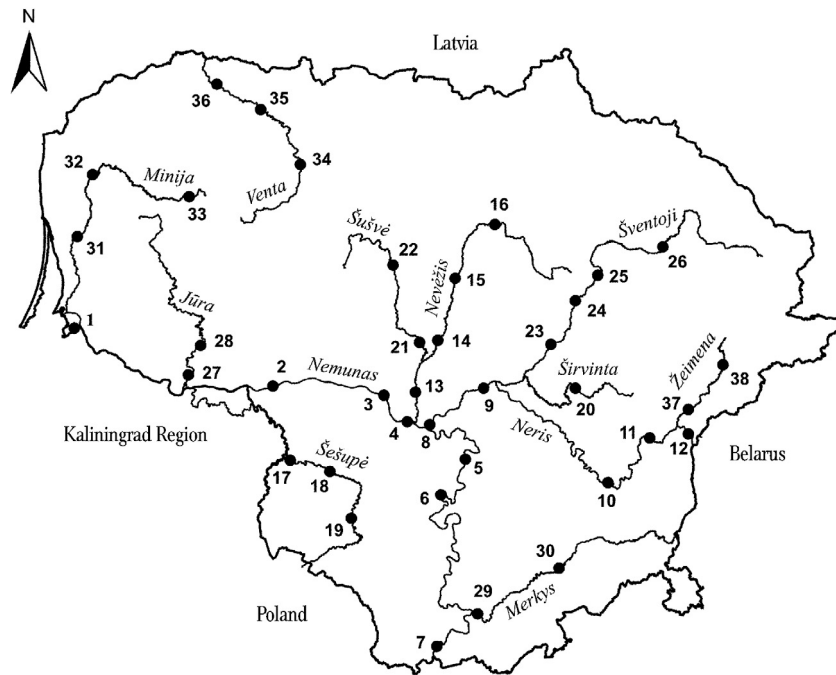 N
Latvia
36
35
34
32
Minija
33
Venta
16
Šušvė
22
Šventoji
26
25
31
Nevėžis
15
24
Jūra
1
28
21
14
23
Žeimena
38
27
2
Nemunas
3
13
9
Širvinta
20
37
4
8
Neris
11
12
Kaliningrad Region
Belarus
17
Šešupė
18
5
6
10
19
30
29
Merkys
Poland
7